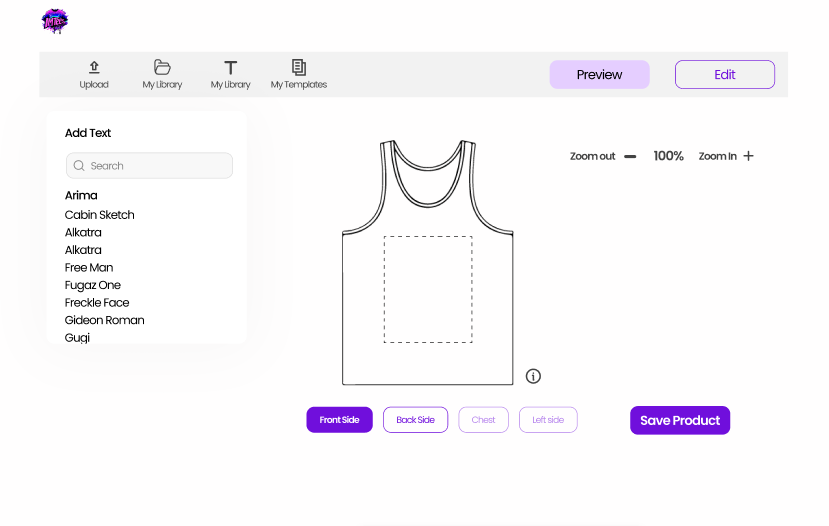 Upload
My Library
My Library
My Templates
Preview
Edit
Add Text
Search
Arima
Cabin Sketch
Alkatra
Alkatra
Free Man
Fugaz One
Freckle Face
Gideon Roman
Gugi
Zoom out
100%
Zoom In
Front Side
Back Side
Chest
Left side
Save Product